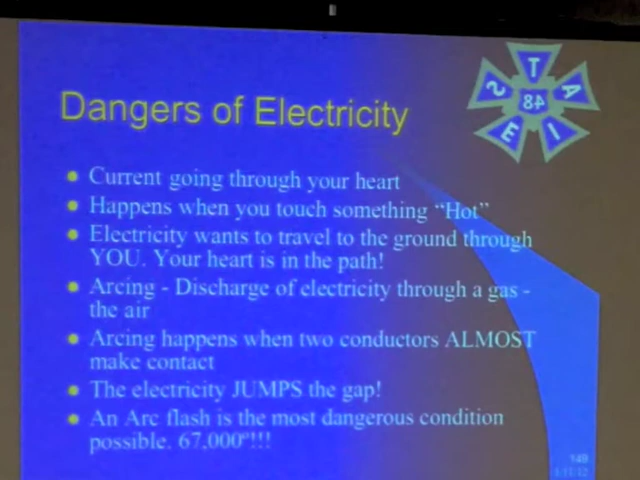 Dangers of Electricity
T
A
I
E
S
48
Current going through your heart
Happens when you touch something “Hot”
Electricity wants to travel to the ground through
YOU. Your heart is in the path!
Arcing - Discharge of electricity through a gas -
the air
Arcing happens when two conductors ALMOST
make contact
The electricity JUMPS the gap!
An Arc flash is the most dangerous condition
possible. 67,000º!!!
149